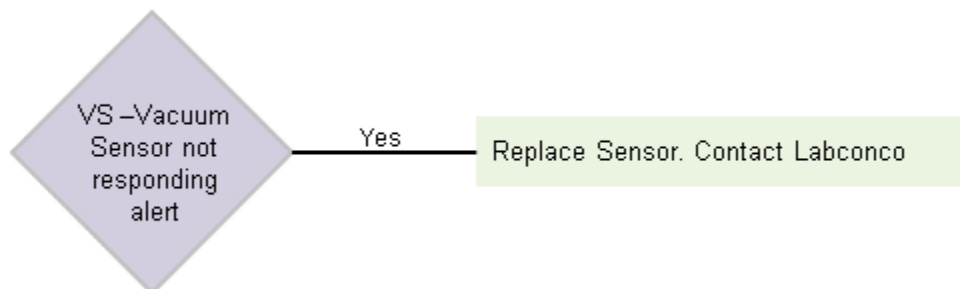 VS –Vacuum
Sensor not
responding
alert
Yes
Replace Sensor. Contact Labconco